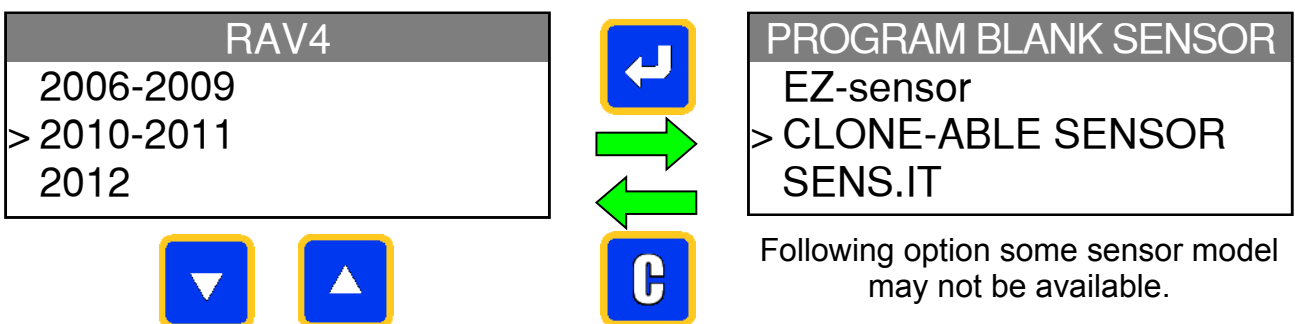 RAV4
2006-2009
> 2010-2011
2012
C
PROGRAM BLANK SENSOR
EZ-sensor
> CLONE-ABLE SENSOR
SENS.IT
Following option some sensor model
may not be available.